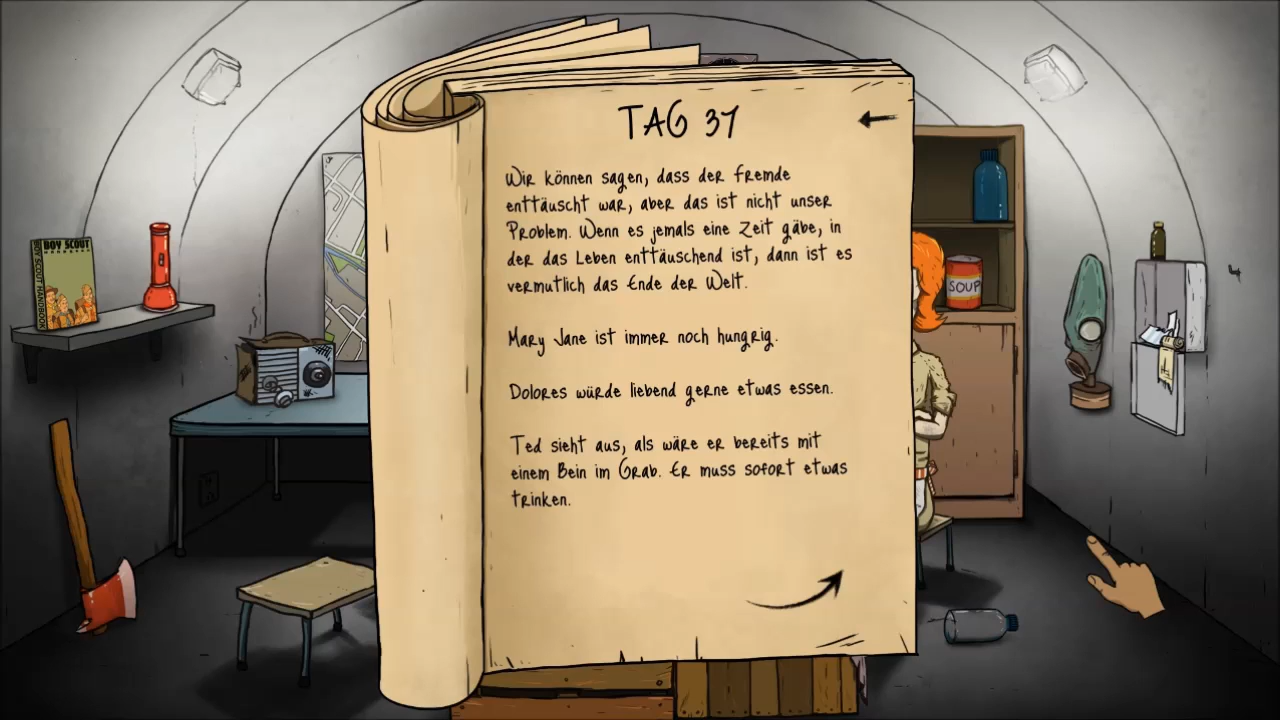 TAG 37
Wir können sagen, dass der Fremde
enttäuscht war, aber das ist nicht unser
Problem. Wenn es jemals eine Zeit gäbe, in
der das Leben enttäuschend ist, dann ist es
vermutlich das Ende der Welt.
Mary Jane ist immer noch hungrig.
Dolores würde liebend gerne etwas essen.
Ted sieht aus, als wäre er bereits mit
einem Bein im Grab. Er muss sofort etwas
trinken.
BOY SCOUT
BOY SCOUT HANDBOOK
SOUP